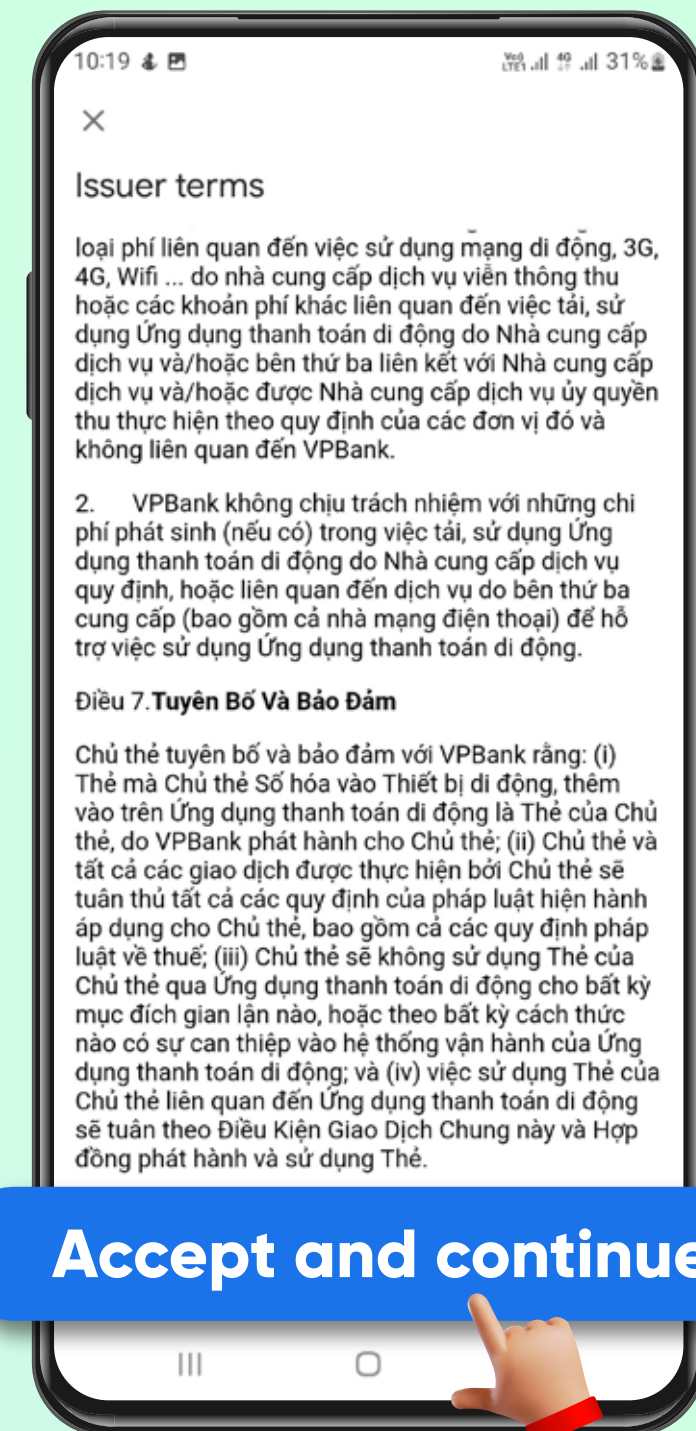 10:19
31%
Issuer terms
loại phí liên quan đến việc sử dụng mạng di động, 3G,
4G, Wifi ... do nhà cung cấp dịch vụ viễn thông thu
hoặc các khoản phí khác liên quan đến việc tải, sử
dụng Ứng dụng thanh toán di động do Nhà cung cấp
dịch vụ và/hoặc bên thứ ba liên kết với Nhà cung cấp
dịch vụ và/hoặc được Nhà cung cấp dịch vụ ủy quyền
thu thực hiện theo quy định của các đơn vị đó và
không liên quan đến VPBank.
2. VPBank không chịu trách nhiệm với những chi
phí phát sinh (nếu có) trong việc tải, sử dụng Ứng
dụng thanh toán di động do Nhà cung cấp dịch vụ
quy định, hoặc liên quan đến dịch vụ do bên thứ ba
cung cấp (bao gồm cả nhà mạng điện thoại) để hỗ
trợ việc sử dụng Ứng dụng thanh toán di động.
Điều 7.Tuyên Bố Và Bảo Đảm
Chủ thẻ tuyên bố và bảo đảm với VPBank rằng: (i)
Thẻ mà Chủ thẻ Số hóa vào Thiết bị di động, thêm
vào trên Ứng dụng thanh toán di động là Thẻ của Chủ
thẻ, do VPBank phát hành cho Chủ thẻ; (ii) Chủ thẻ và
tất cả các giao dịch được thực hiện bởi Chủ thẻ sẽ
tuân thủ tất cả các quy định của pháp luật hiện hành
áp dụng cho Chủ thẻ, bao gồm cả các quy định pháp
luật về thuế; (iii) Chủ thẻ sẽ không sử dụng Thẻ của
Chủ thẻ qua Ứng dụng thanh toán di động cho bất kỳ
mục đích gian lận nào, hoặc theo bất kỳ cách thức
nào có sự can thiệp vào hệ thống vận hành của Ứng
dụng thanh toán di động; và (iv) việc sử dụng Thẻ của
Chủ thẻ liên quan đến Ứng dụng thanh toán di động
sẽ tuân theo Điều Kiện Giao Dịch Chung này và Hợp
đồng phát hành và sử dụng Thẻ.
Accept and continue